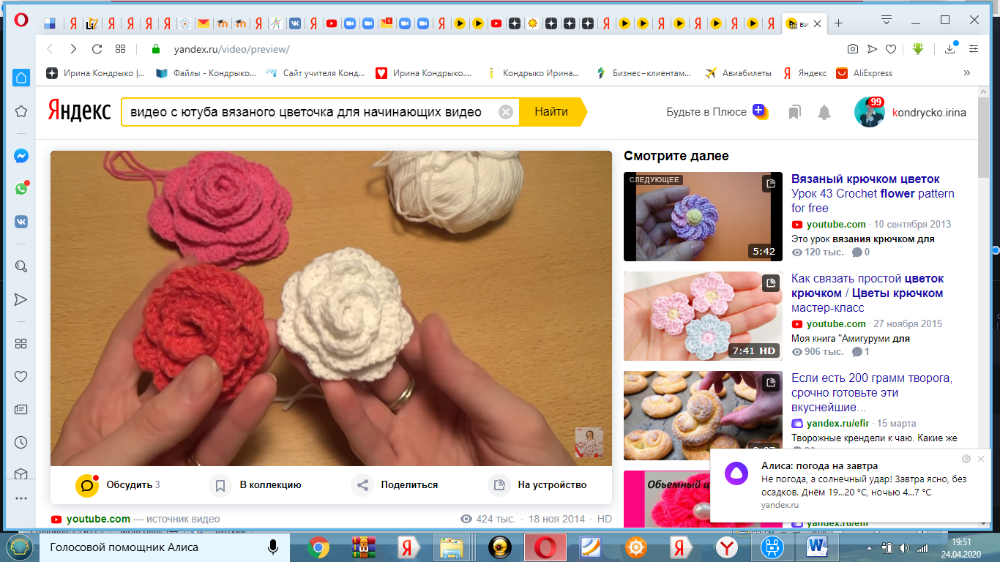 ви
yandex.ru/video/preview/
Ирина Кондрыко |...
Файлы - Кондрыко...
Сайт учителя Конд...
Ирина Кондрыко....
Кондрыко Ирина...
Бизнес-клиентам...
Авиабилеты
Яндекс
AliExpress
Яндекс
видео с ютуба вязаного цветочка для начинающих видео
Найти
Будьте в Плюсе
99
kondrycko.irina
Смотрите далее
СЛЕДУЮЩЕЕ
5:42
Вязаный крючком цветок
Урок 43 Crochet flower pattern
for free
youtube.com · 10 сентября 2013
Это урок вязания крючком для
120 тыс. 0
7:41 HD
Как связать простой цветок
крючком / Цветы крючком
мастер-класс
youtube.com · 27 ноября 2015
Моя книга "Амигуруми для
906 тыс. 1
Если есть 200 грамм творога,
срочно готовьте эти
вкуснейшие...
yandex.ru/efir · 15 марта
Творожные крендели к чаю. Какие же
Обсудить 3
В коллекцию
Поделиться
На устройство
youtube.com — источник видео
424 тыс. · 18 ноя 2014 · HD
Алиса: погода на завтра
Не погода, а солнечный удар! Завтра ясно, без
осадков. Днём 19...20 °C, ночью 4...7 °C
yandex.ru
Голосовой помощник Алиса
19:51
24.04.2020